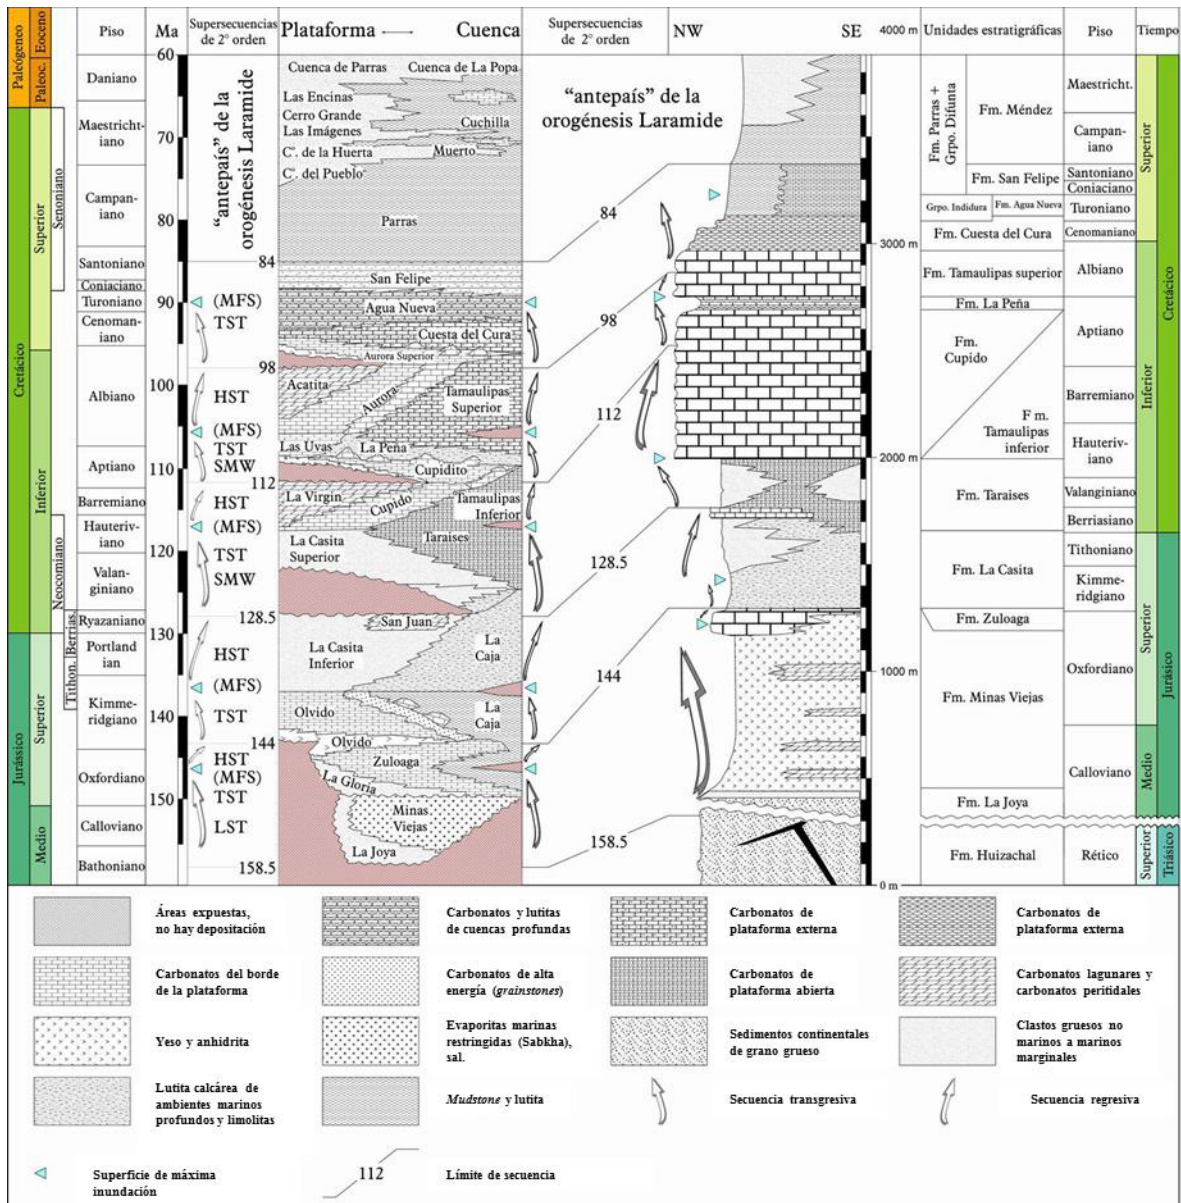 Paleógeneo
Paleoc.
Eoceno
Piso
Ma
Supersecuencias
de 2° orden
Plataforma
Cuenca
Supersecuencias
de 2° orden
NW
SE
4000 m
Unidades estratigráficas
Piso
Tiempo
Cretácico
Superior
Inferior
Jurássico
Superior
Medio
Senoniano
Neocomiano
Berrias.
Tithon.
Daniano
Maestricht-
iano
Campan-
iano
Santoniano
Coniaciano
Turoniano
Cenoman-
iano
Albiano
Aptiano
Barremiano
Hauteriv-
iano
Valan-
giniano
Ryazaniano
Portland
ian
Kimme-
ridgiano
Oxfordiano
Calloviano
Bathoniano
60
70
80
90
100
110
120
130
140
150
"antepaís" de la
orogénesis Laramide
84
(MFS)
TST
98
HST
(MFS)
TST
SMW
112
HST
(MFS)
TST
SMW
128.5
HST
(MFS)
TST
144
HST
(MFS)
TST
LST
158.5
Cuenca de Parras
Cuenca de La Popa
Las Encinas
Cerro Grande
Las Imágenes
Cuchilla
Cº. de la Huerta
Muerto
Cº. del Pueblo
Parras
San Felipe
Agua Nueva
Cuesta del Cura
Aurora Superior
Acatita
Aurora
Tamaulipas
Superior
Las Uvas
La Peña
Cupidito
La Virgin
Cupido
Tamaulipas
Inferior
La Casita
Superior
Taraises
San Juan
La Casita
Inferior
La
Caja
Olvido
La
Caja
Olvido
Zuloaga
La Gloria
Minas
Viejas
La Joya
"antepaís" de la
orogénesis Laramide
84
98
112
128.5
144
158.5
3000 m
2000 m
1000 m
0 m
Fm. Parras +
Grpo. Difunta
Fm. Méndez
Fm. San Felipe
Grpo. Indidura
Fm. Agua Nueva
Fm. Cuesta del Cura
Fm. Tamaulipas superior
Fm. La Peña
Fm.
Cupido
F m.
Tamaulipas
inferior
Fm. Taraises
Fm. La Casita
Fm. Zuloaga
Fm. Minas Viejas
Fm. La Joya
Fm. Huizachal
Maestricht.
Campan-
iano
Santoniano
Coniaciano
Turoniano
Cenomaniano
Albiano
Aptiano
Barremiano
Hauteriv-
iano
Valanginiano
Berriasiano
Tithoniano
Kimme-
ridgiano
Oxfordiano
Calloviano
Rético
Superior
Inferior
Superior
Medio
Superior
Cretácico
Jurásico
Triásico
Áreas expuestas,
no hay depositación
Carbonatos y lutitas
de cuencas profundas
Carbonatos de
plataforma externa
Carbonatos de
plataforma externa
Carbonatos del borde
de la plataforma
Carbonatos de alta
energía (grainstones)
Carbonatos de
plataforma abierta
Carbonatos lagunares y
carbonatos peritidales
Yeso y anhidrita
Evaporitas marinas
restringidas (Sabkha),
sal.
Sedimentos continentales
de grano grueso
Clastos gruesos no
marinos a marinos
marginales
Lutita calcárea de
ambientes marinos
profundos y limolitas
Mudstone y lutita
Secuencia transgresiva
Secuencia regresiva
Superficie de máxima
inundación
112
Límite de secuencia